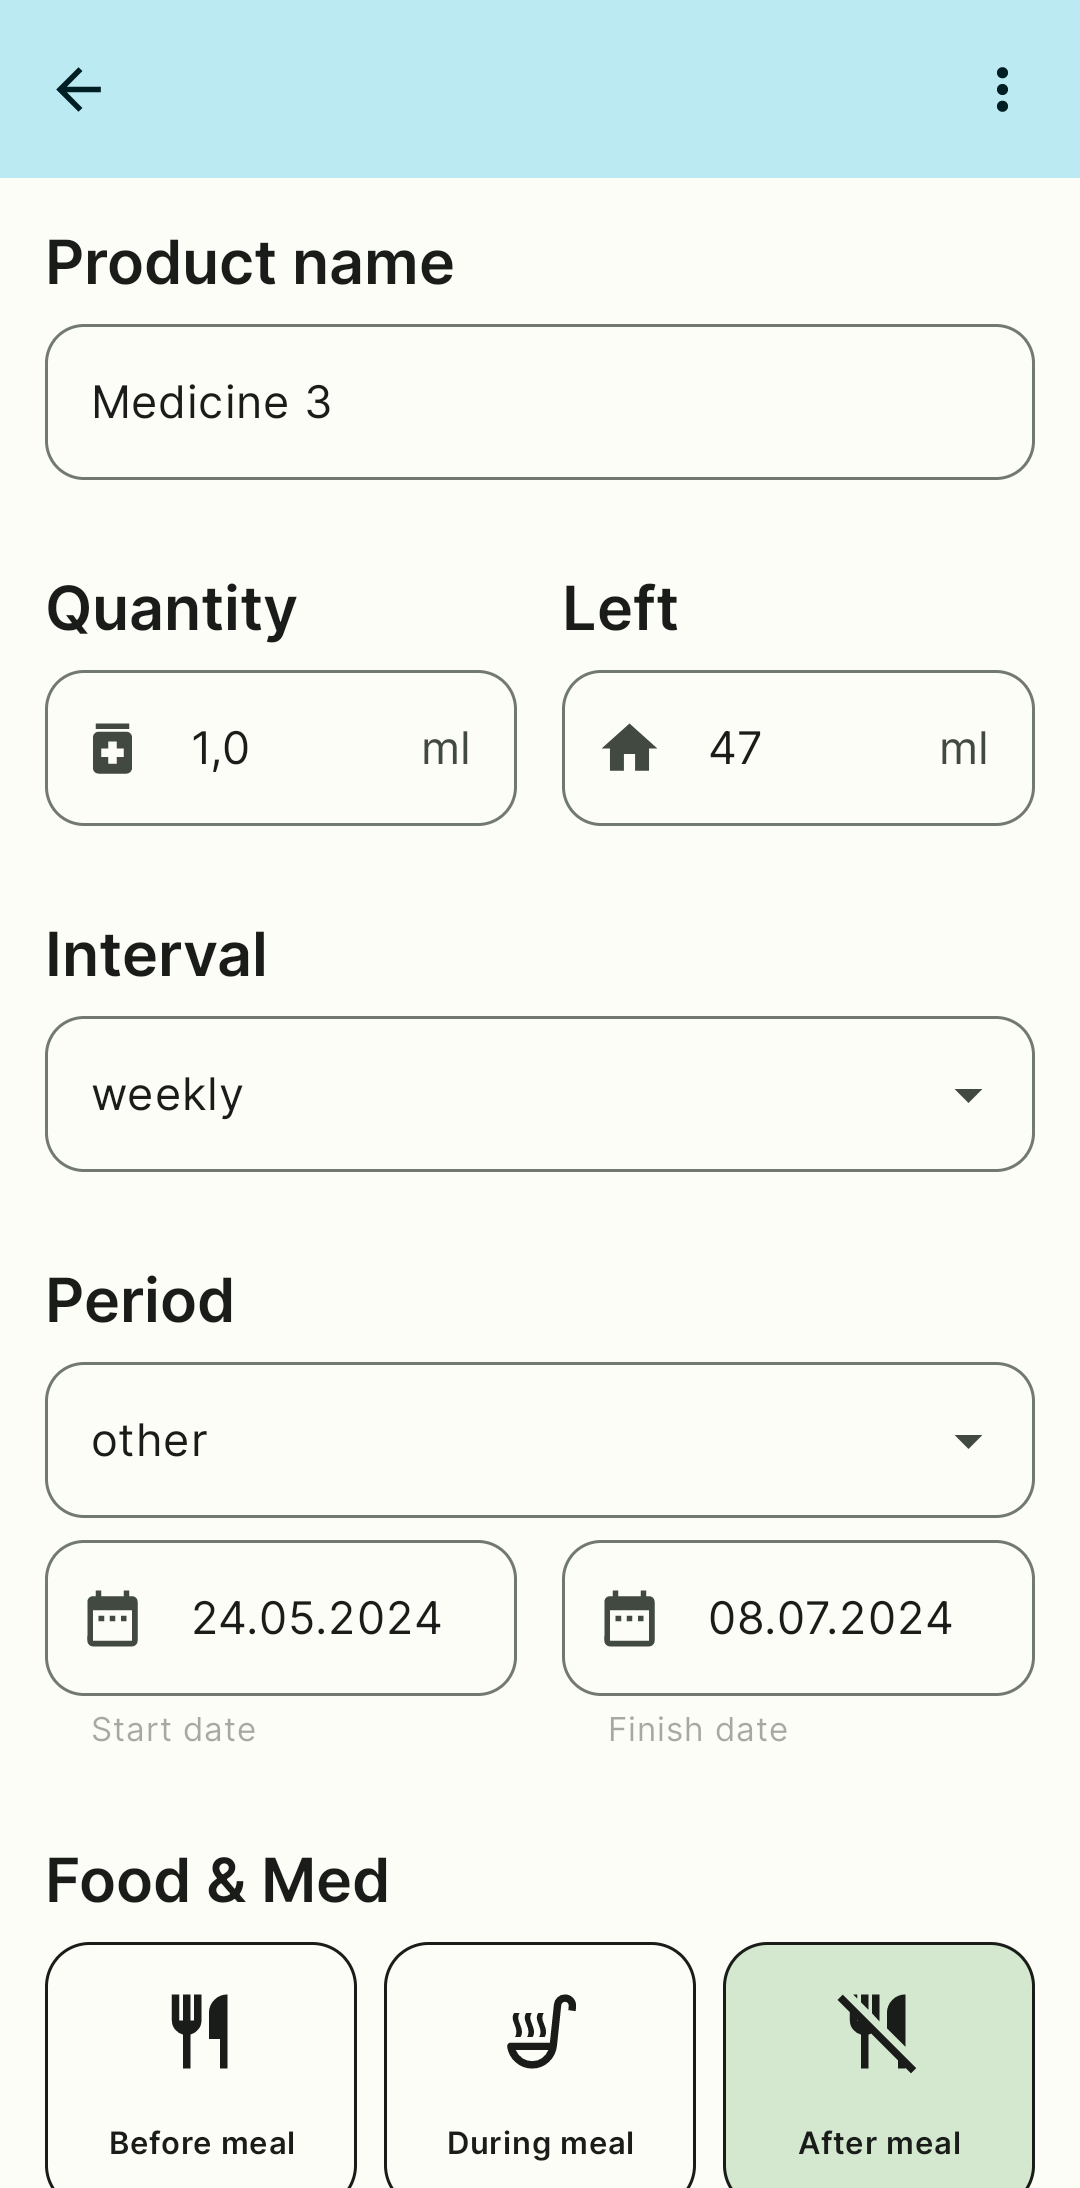 Product name
Medicine 3
Quantity
Left
1,0 ml
47 ml
Interval
weekly
Period
other
24.05.2024
08.07.2024
Start date
Finish date
Food & Med
Before meal
During meal
After meal